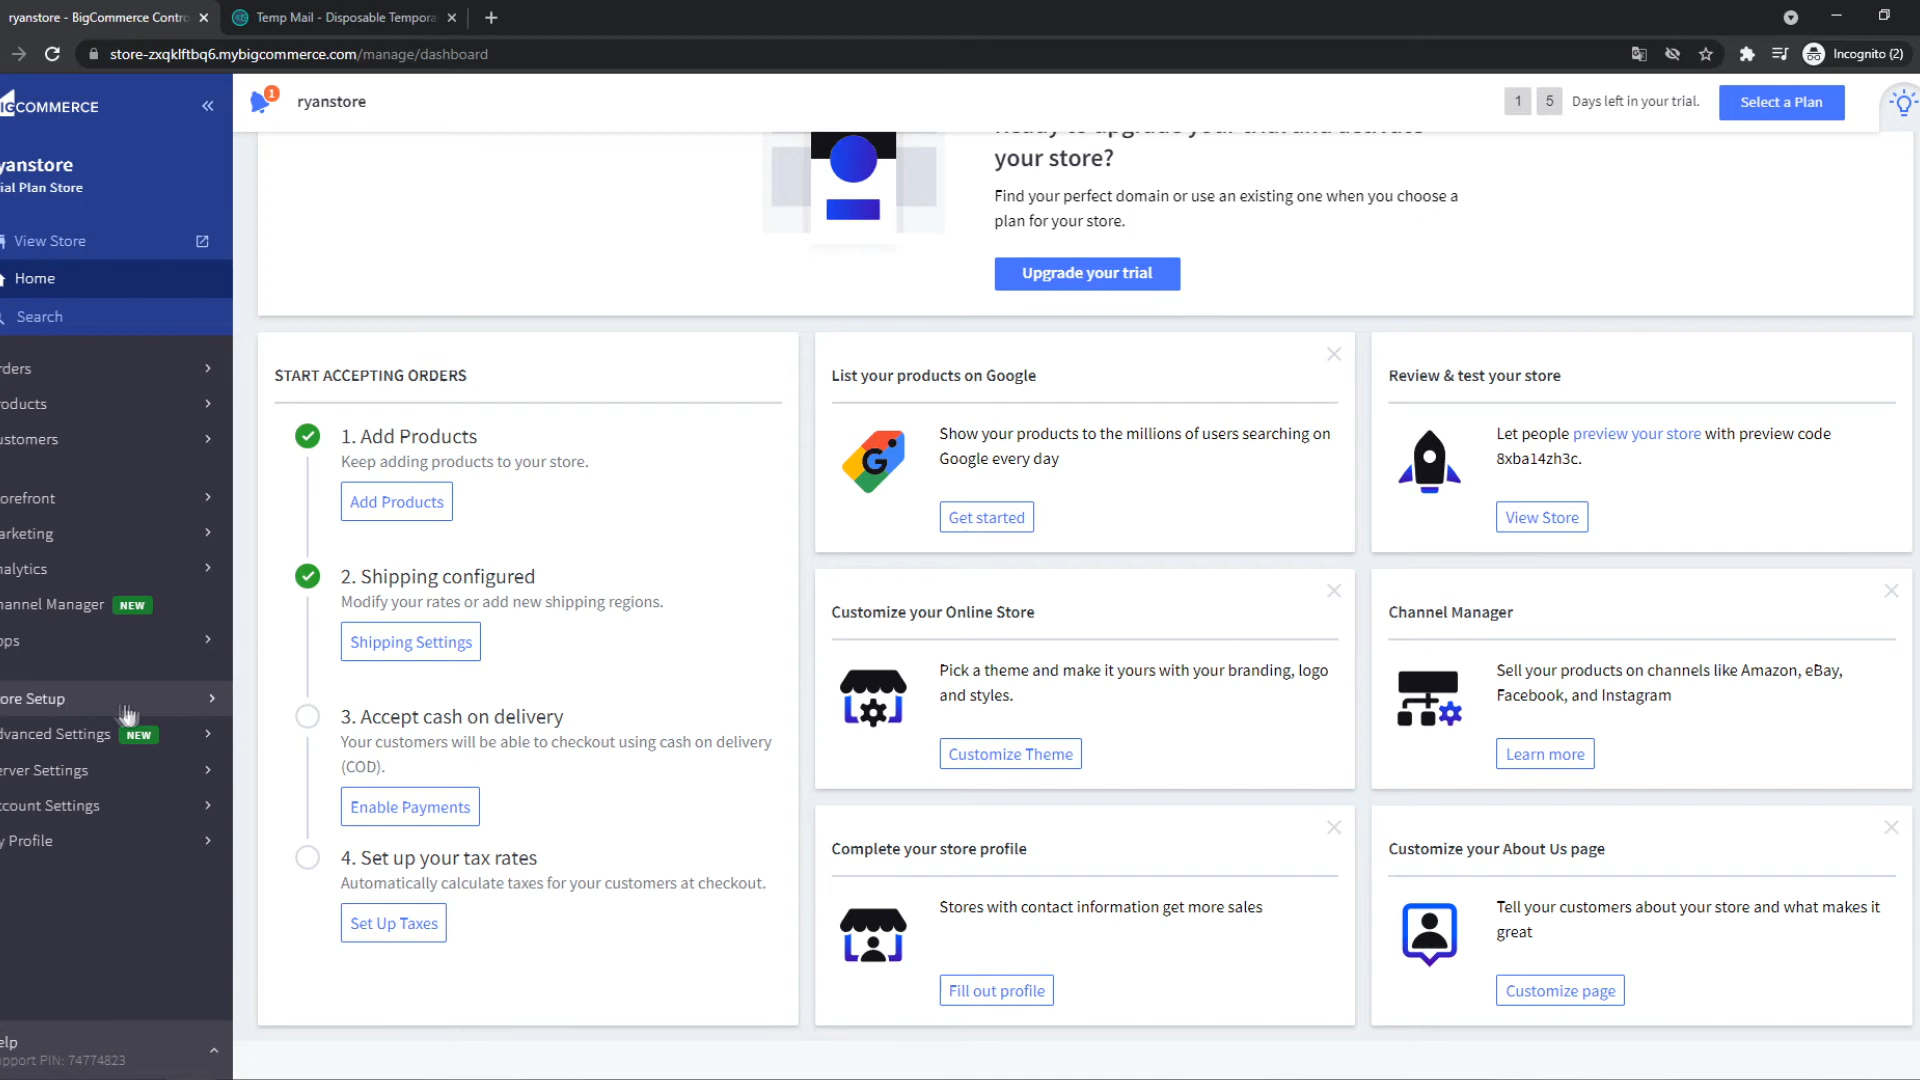 ryanstore - BigCommerce Contro
Temp Mail - Disposable Tempora
store-zxqklftbq6.mybigcommerce.com/manage/dashboard
Incognito (2)
IGCOMMERCE
ryanstore
1 5 Days left in your trial.
Select a Plan
1
yanstore
ial Plan Store
View Store
Home
Search
rders
roducts
ustomers
orefront
arketing
nalytics
hannel Manager NEW
pps
ore Setup
dvanced Settings NEW
erver Settings
ccount Settings
y Profile
elp
pport PIN: 74774823
Ready to upgrade your trial and activate
your store?
Find your perfect domain or use an existing one when you choose a
plan for your store.
Upgrade your trial
START ACCEPTING ORDERS
1. Add Products
Keep adding products to your store.
Add Products
2. Shipping configured
Modify your rates or add new shipping regions.
Shipping Settings
3. Accept cash on delivery
Your customers will be able to checkout using cash on delivery
(COD).
Enable Payments
4. Set up your tax rates
Automatically calculate taxes for your customers at checkout.
Set Up Taxes
List your products on Google
G
Show your products to the millions of users searching on
Google every day
Get started
Review & test your store
Let people preview your store with preview code
8xba14zh3c.
View Store
Customize your Online Store
Pick a theme and make it yours with your branding, logo
and styles.
Customize Theme
Channel Manager
Sell your products on channels like Amazon, eBay,
Facebook, and Instagram
Learn more
Complete your store profile
Stores with contact information get more sales
Fill out profile
Customize your About Us page
Tell your customers about your store and what makes it
great
Customize page